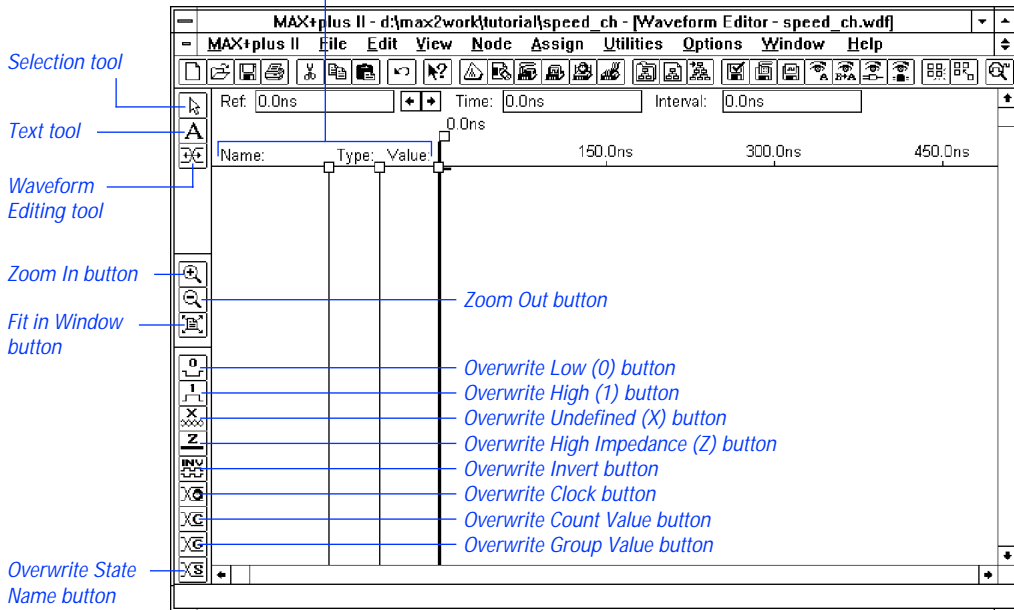 MAX+plus II - d:\max2work\tutorial\speed_ch - [Waveform Editor - speed_ch.wdf]
MAX+plus II File Edit View Node Assign Utilities Options Window Help
Selection tool
Ref: 0.0ns Time: 0.0ns Interval: 0.0ns
Text tool
A
0.0ns
Name: Type: Value: 150.0ns 300.0ns 450.0ns
Waveform
Editing tool
Zoom In button
Zoom Out button
Fit in Window
button
0
Overwrite Low (0) button
1
Overwrite High (1) button
X
Overwrite Undefined (X) button
Z
Overwrite High Impedance (Z) button
INV
Overwrite Invert button
Overwrite Clock button
C
Overwrite Count Value button
G
Overwrite Group Value button
S
Overwrite State
Name button